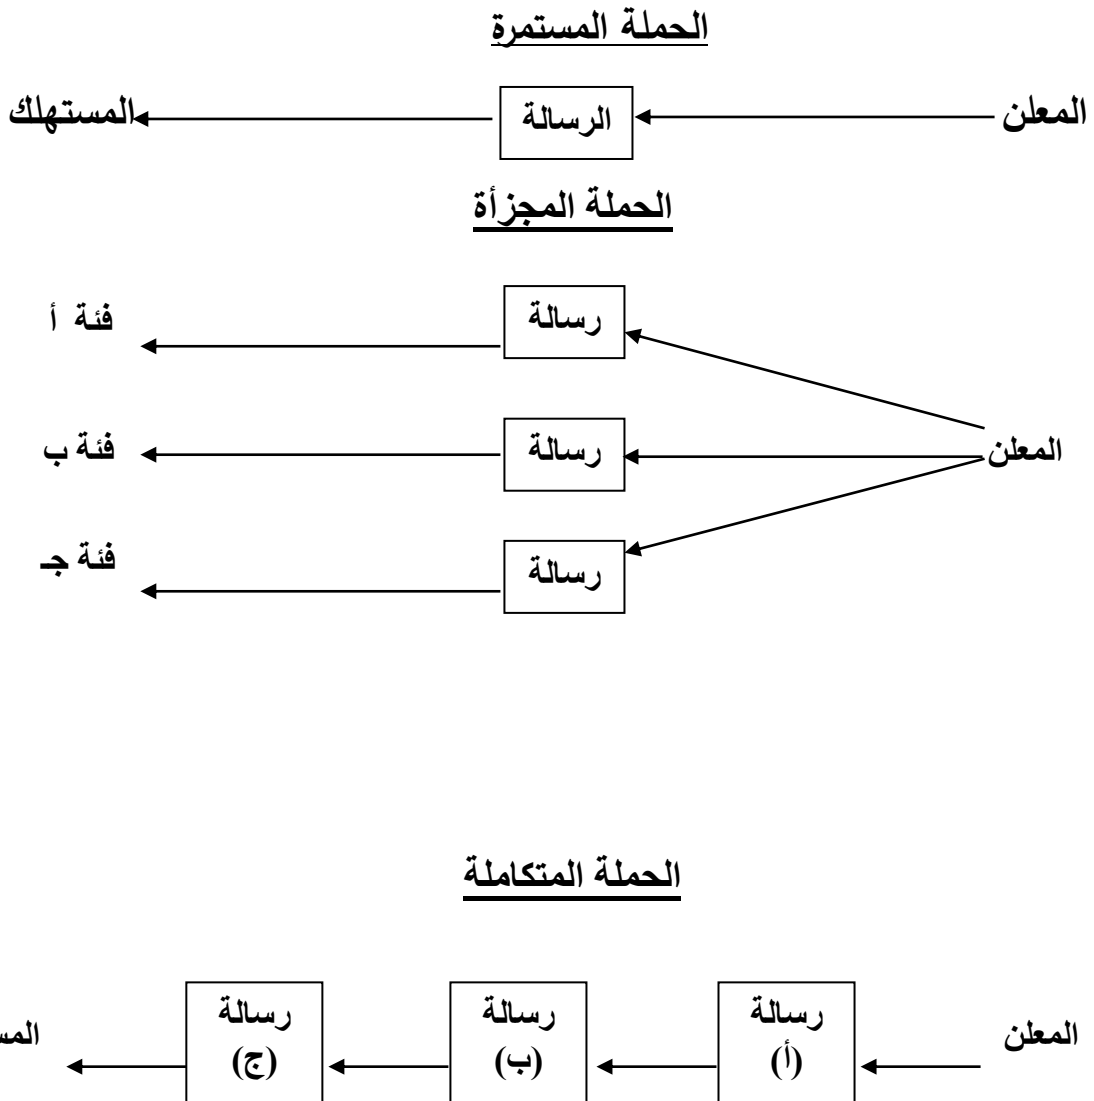 الحملة المستمرة
المعلن الرسالة المستهلك
الحملة المجزأة
رسالة فئة أ
المعلن رسالة فئة ب
رسالة فئة جـ
الحملة المتكاملة
المعلن رسالة رسالة رسالة
(أ) (ب) (ج)